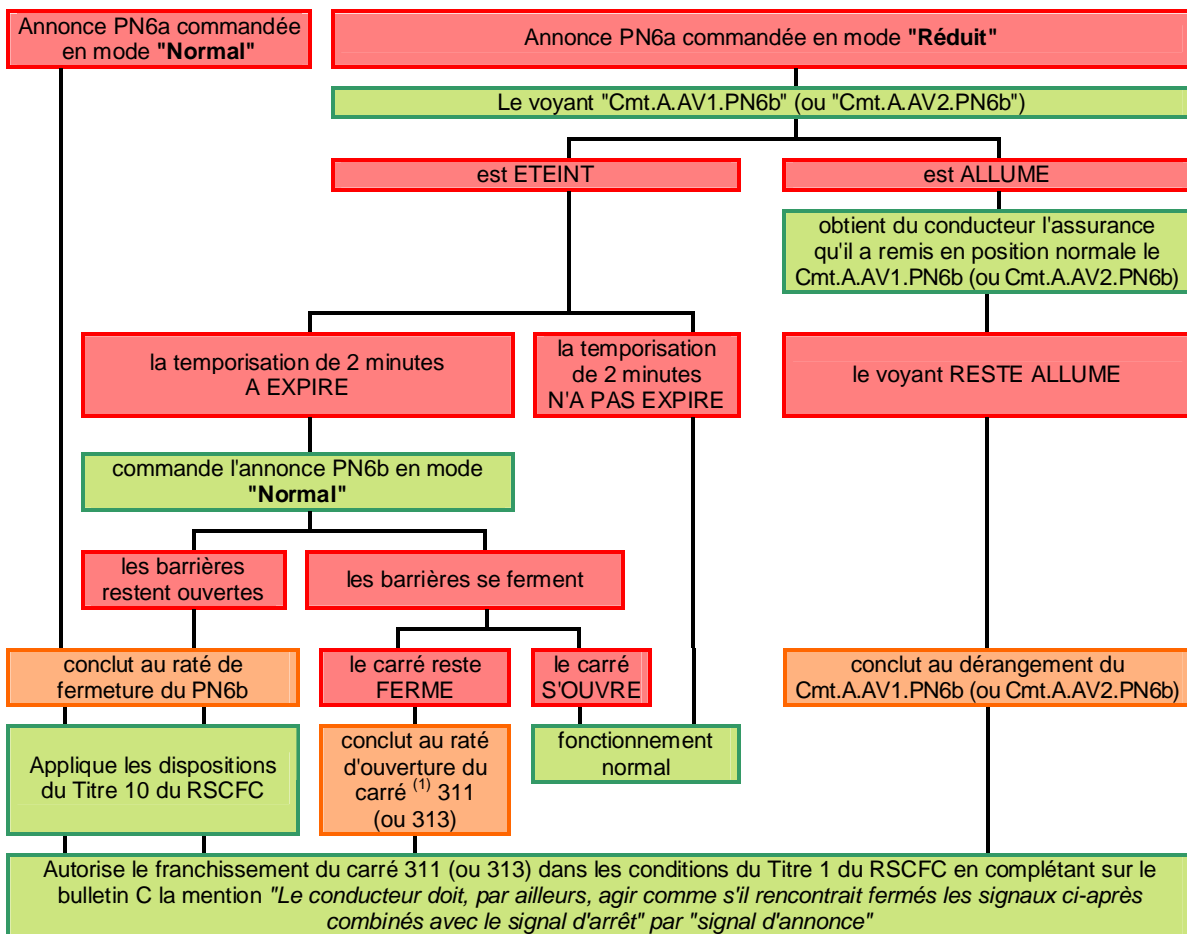 Annonce PN6a commandée
en mode "Normal"
Annonce PN6a commandée en mode "Réduit"
Le voyant "Cmt.A.AV1.PN6b" (ou "Cmt.A.AV2.PN6b")
est ETEINT
est ALLUME
obtient du conducteur l'assurance
qu'il a remis en position normale le
Cmt.A.AV1.PN6b (ou Cmt.A.AV2.PN6b)
la temporisation de 2 minutes
A EXPIRE
la temporisation
de 2 minutes
N'A PAS EXPIRE
le voyant RESTE ALLUME
commande l'annonce PN6b en mode
"Normal"
les barrières
restent ouvertes
les barrières se ferment
conclut au raté de
fermeture du PN6b
le carré reste
FERME
le carré
S'OUVRE
conclut au dérangement du
Cmt.A.AV1.PN6b (ou Cmt.A.AV2.PN6b)
Applique les dispositions
du Titre 10 du RSCFC
conclut au raté
d'ouverture du
carré (1) 311
(ou 313)
fonctionnement
normal
Autorise le franchissement du carré 311 (ou 313) dans les conditions du Titre 1 du RSCFC en complétant sur le
bulletin C la mention "Le conducteur doit, par ailleurs, agir comme s'il rencontrait fermés les signaux ci-après
combinés avec le signal d'arrêt" par "signal d'annonce"